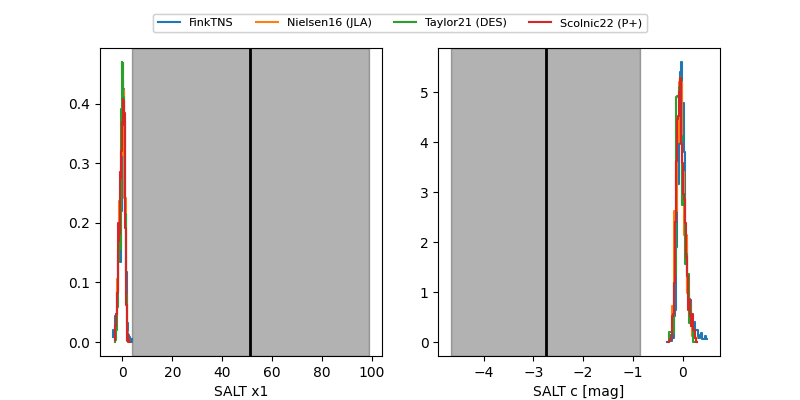 FinkTNS Nielsen16 (JLA) Taylor21 (DES) Scolnic22 (P+)
0.4
0.3
0.2
0.1
0.0
0 20 40 60 80 100
SALT x1
5
4
3
2
1
0
−4 −3 −2 −1 0
SALT c [mag]